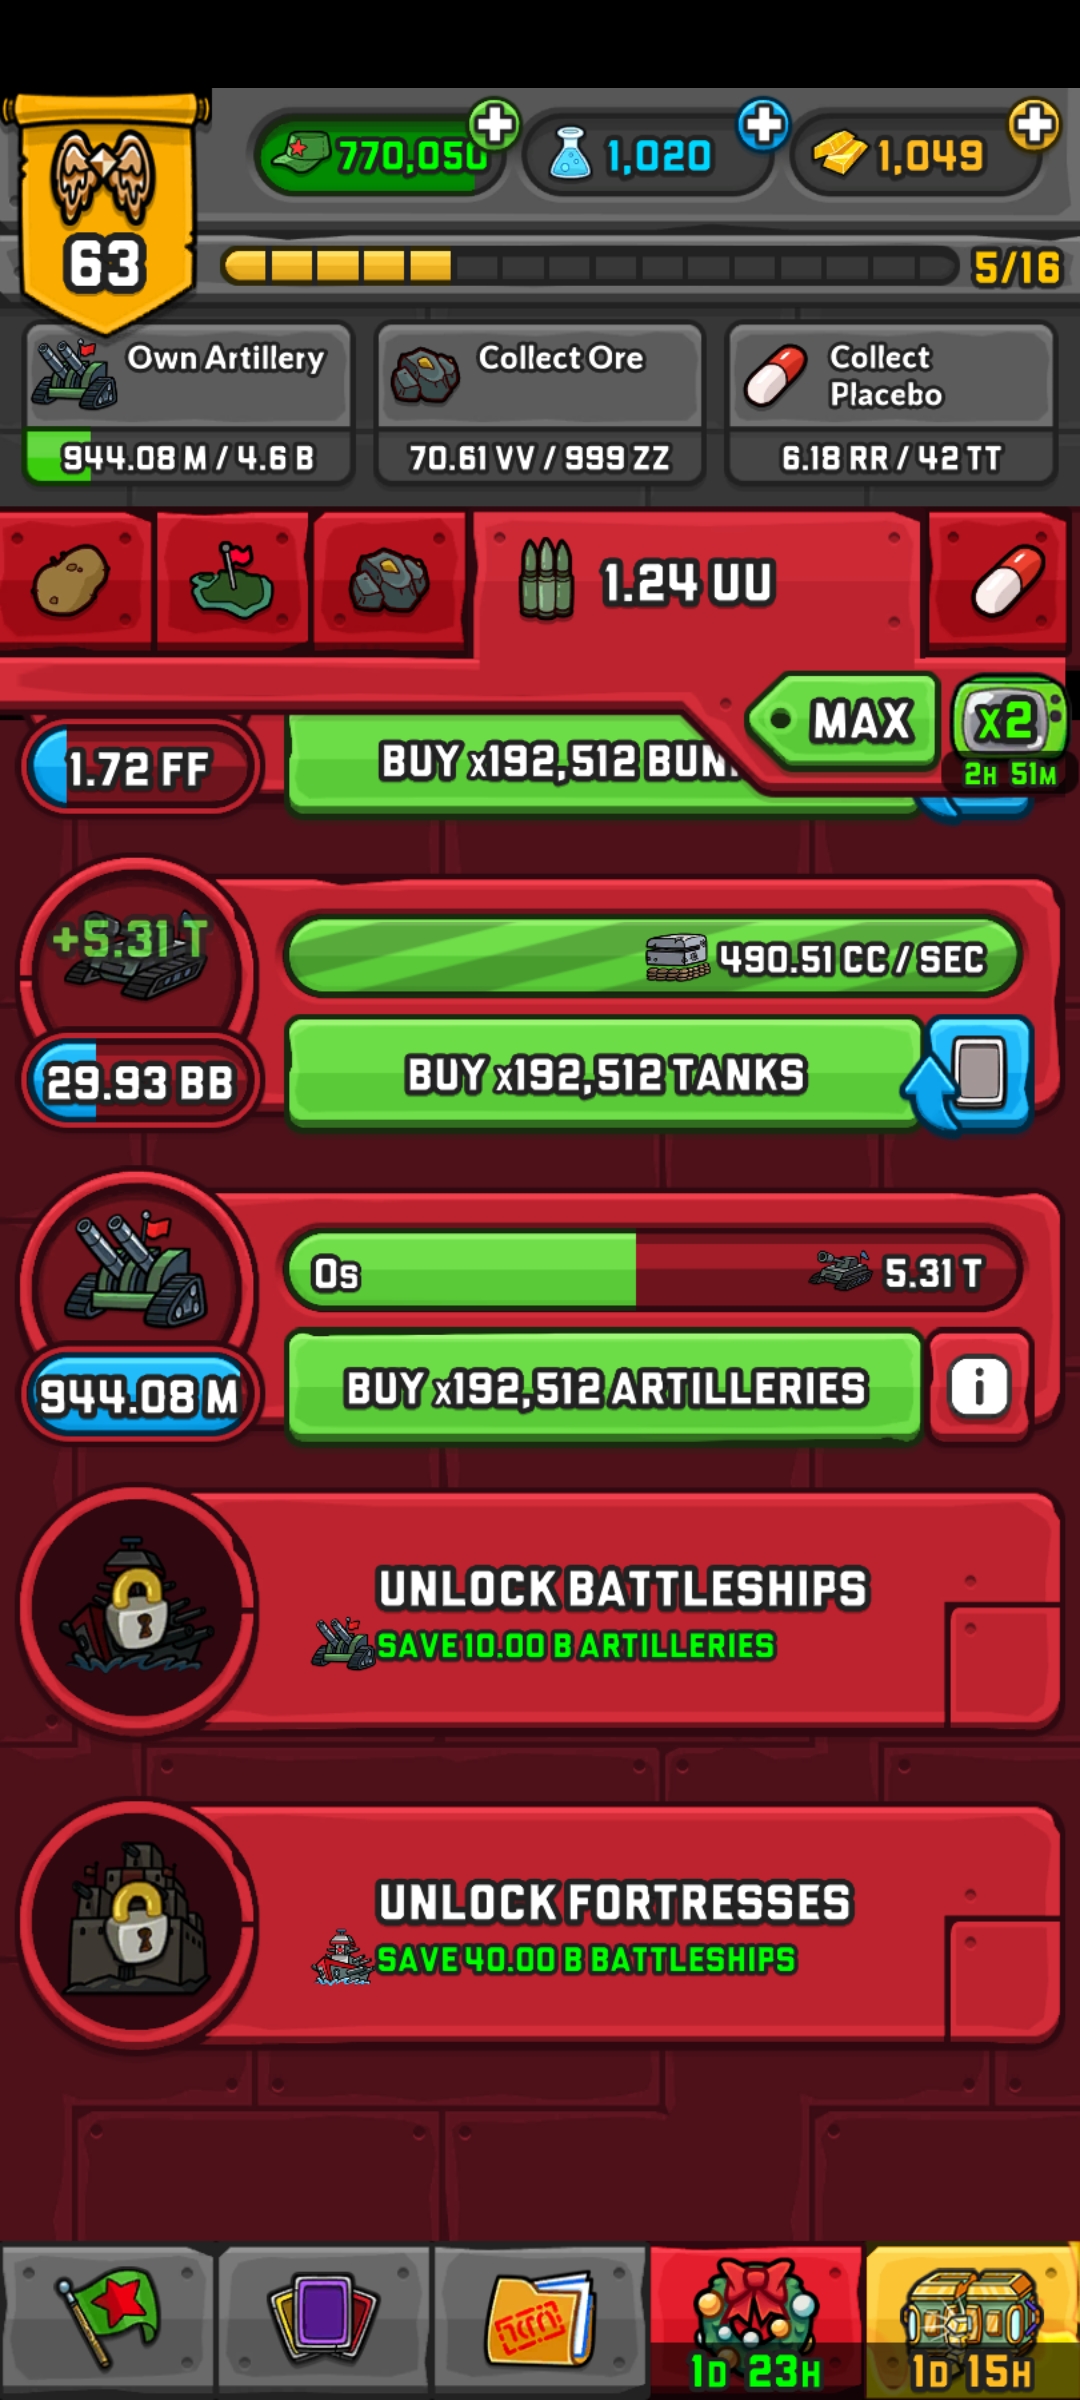 770,050
1,020
1,049
63
5/16
Own Artillery
944.08 M / 4.6 B
Collect Ore
70.61 VV / 999 ZZ
Collect
Placebo
6.18 RR / 42 TT
1.24 UU
MAX
x2
2H 51M
1.72 FF
BUY x192,512
+5.31 T
490.51 CC / SEC
29.93 BB
BUY x192,512 TANKS
0s
5.31 T
944.08 M
BUY x192,512 ARTILLERIES
i
UNLOCK BATTLESHIPS
SAVE 10.00 B ARTILLERIES
UNLOCK FORTRESSES
SAVE 40.00 B BATTLESHIPS
1D 23H
1D 15H